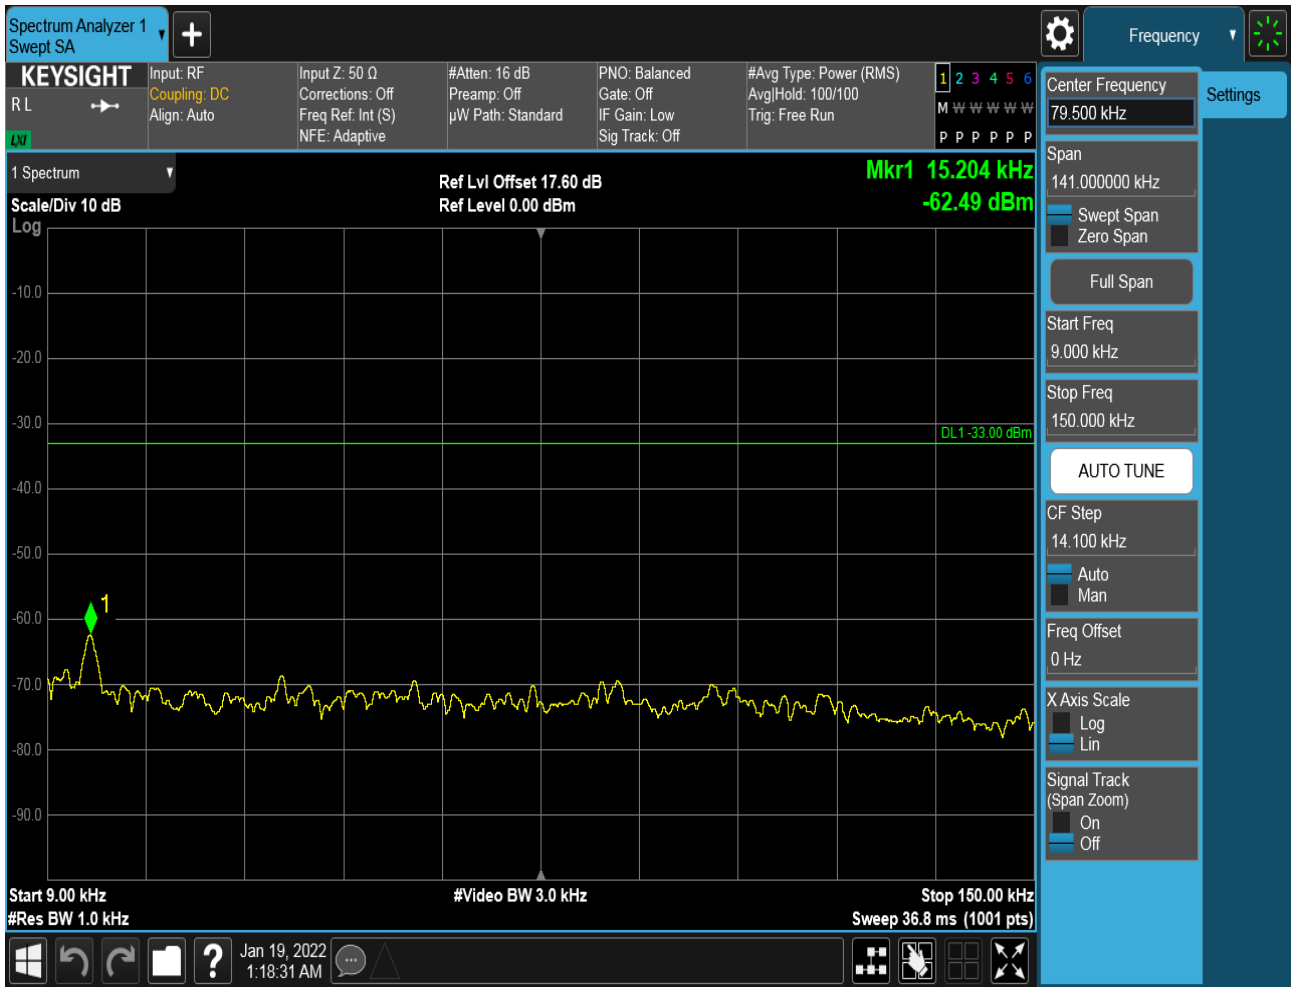 Spectrum Analyzer 1
Swept SA
Frequency
KEYSIGHT
R L
LXI
Input: RF
Coupling: DC
Align: Auto
Input Z: 50 Ω
Corrections: Off
Freq Ref: Int (S)
NFE: Adaptive
#Atten: 16 dB
Preamp: Off
µW Path: Standard
PNO: Balanced
Gate: Off
IF Gain: Low
Sig Track: Off
#Avg Type: Power (RMS)
Avg|Hold: 100/100
Trig: Free Run
1 2 3 4 5 6
M W W W W W
P P P P P P
1 Spectrum
Scale/Div 10 dB
Log
Ref Lvl Offset 17.60 dB
Ref Level 0.00 dBm
Mkr1 15.204 kHz
-62.49 dBm
-10.0
-20.0
-30.0
DL1 -33.00 dBm
-40.0
-50.0
1
-60.0
-70.0
-80.0
-90.0
Start 9.00 kHz
#Video BW 3.0 kHz
Stop 150.00 kHz
#Res BW 1.0 kHz
Sweep 36.8 ms (1001 pts)
?
Jan 19, 2022
1:18:31 AM
Center Frequency
79.500 kHz
Settings
Span
141.000000 kHz
Swept Span
Zero Span
Full Span
Start Freq
9.000 kHz
Stop Freq
150.000 kHz
AUTO TUNE
CF Step
14.100 kHz
Auto
Man
Freq Offset
0 Hz
X Axis Scale
Log
Lin
Signal Track
(Span Zoom)
On
Off